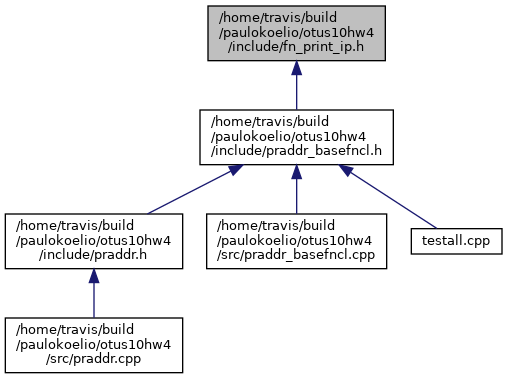 /home/travis/build
/paulokoelio/otus10hw4
/include/fn_print_ip.h
/home/travis/build
/paulokoelio/otus10hw4
/include/praddr_basefncl.h
/home/travis/build
/paulokoelio/otus10hw4
/include/praddr.h
/home/travis/build
/paulokoelio/otus10hw4
/src/praddr_basefncl.cpp
testall.cpp
/home/travis/build
/paulokoelio/otus10hw4
/src/praddr.cpp